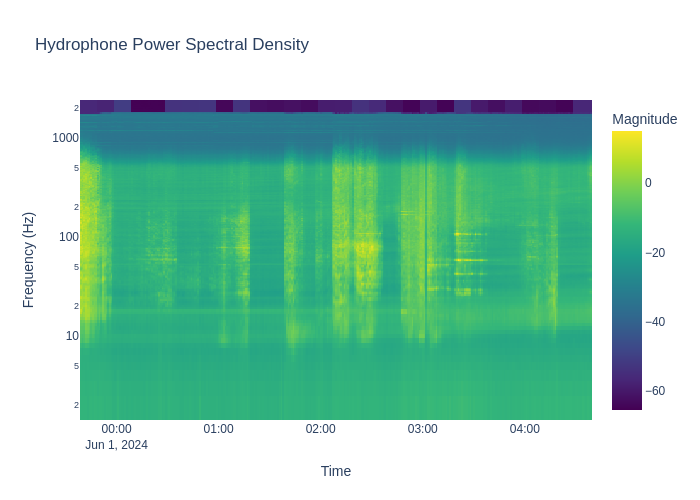 Hydrophone Power Spectral Density
Magnitude
2
1000
5
2
100
5
2
10
5
2
0
−20
−40
−60
Frequency (Hz)
00:00 01:00 02:00 03:00 04:00
Jun 1, 2024
Time